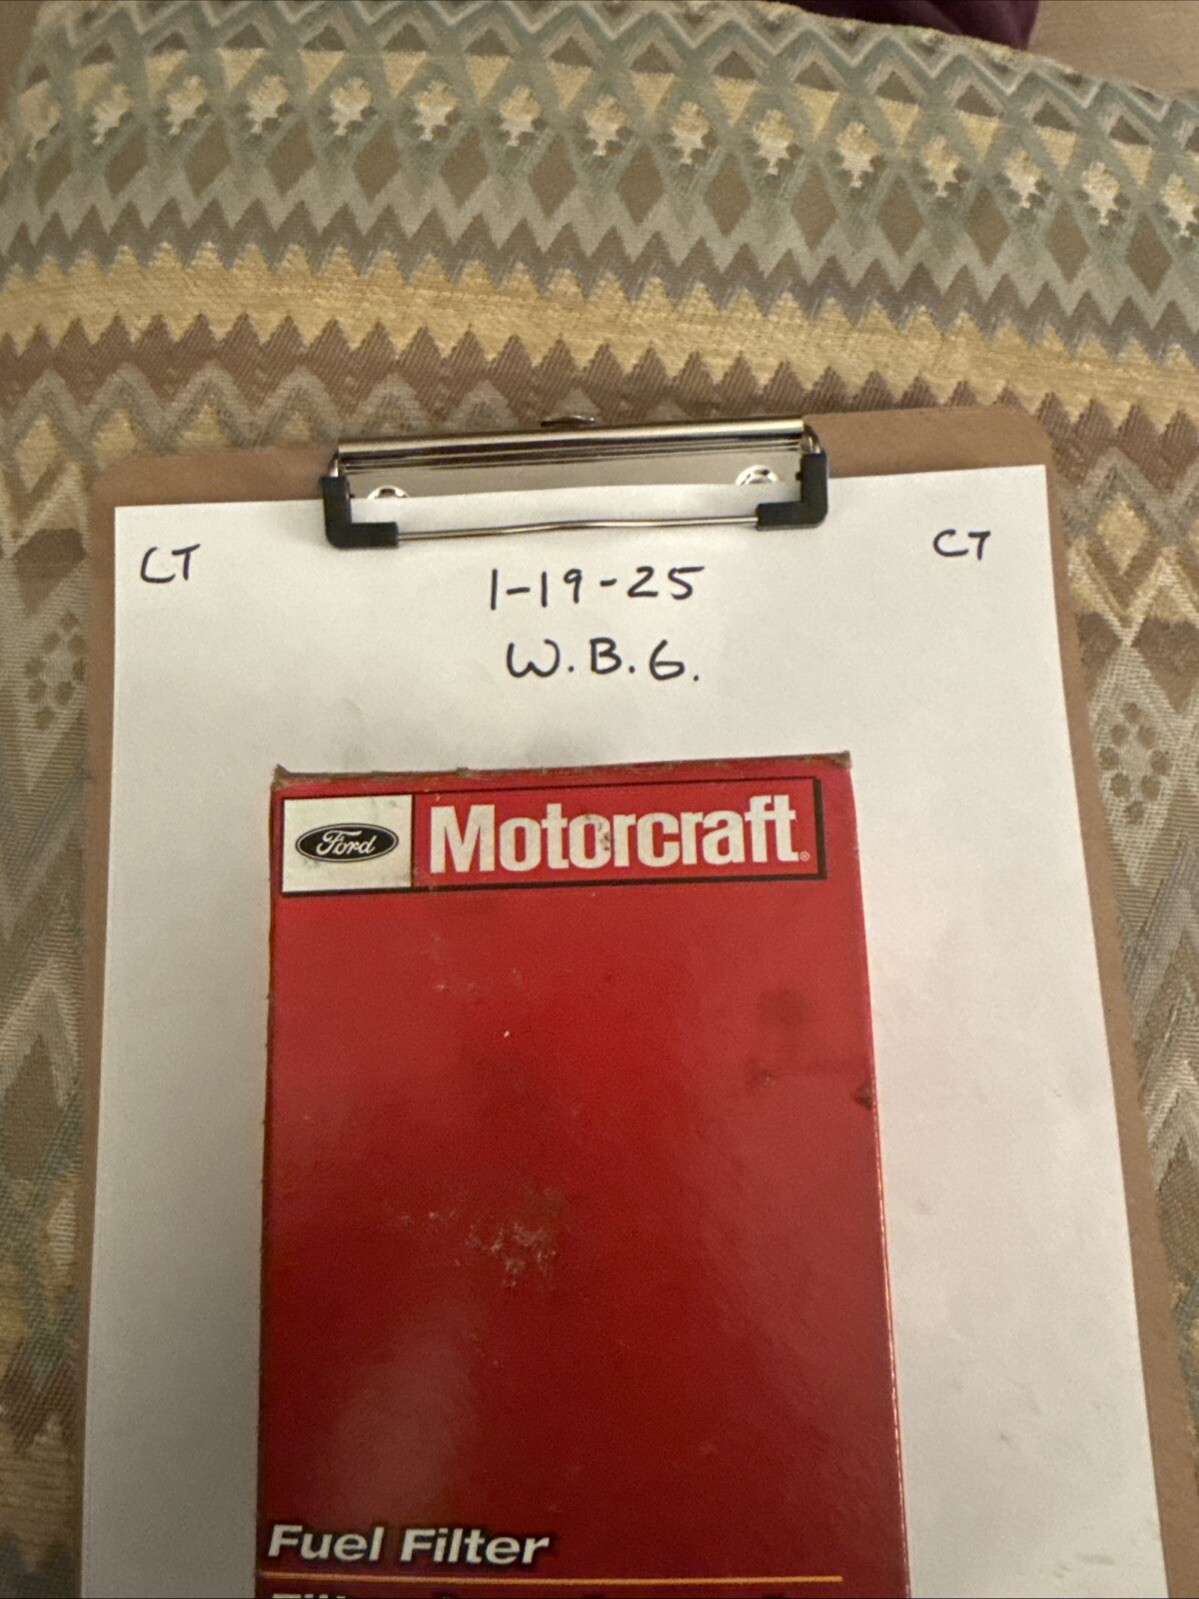 CT
CT
1-19-25
W.B.G.
Ford
Motorcraft®
Fuel Filter